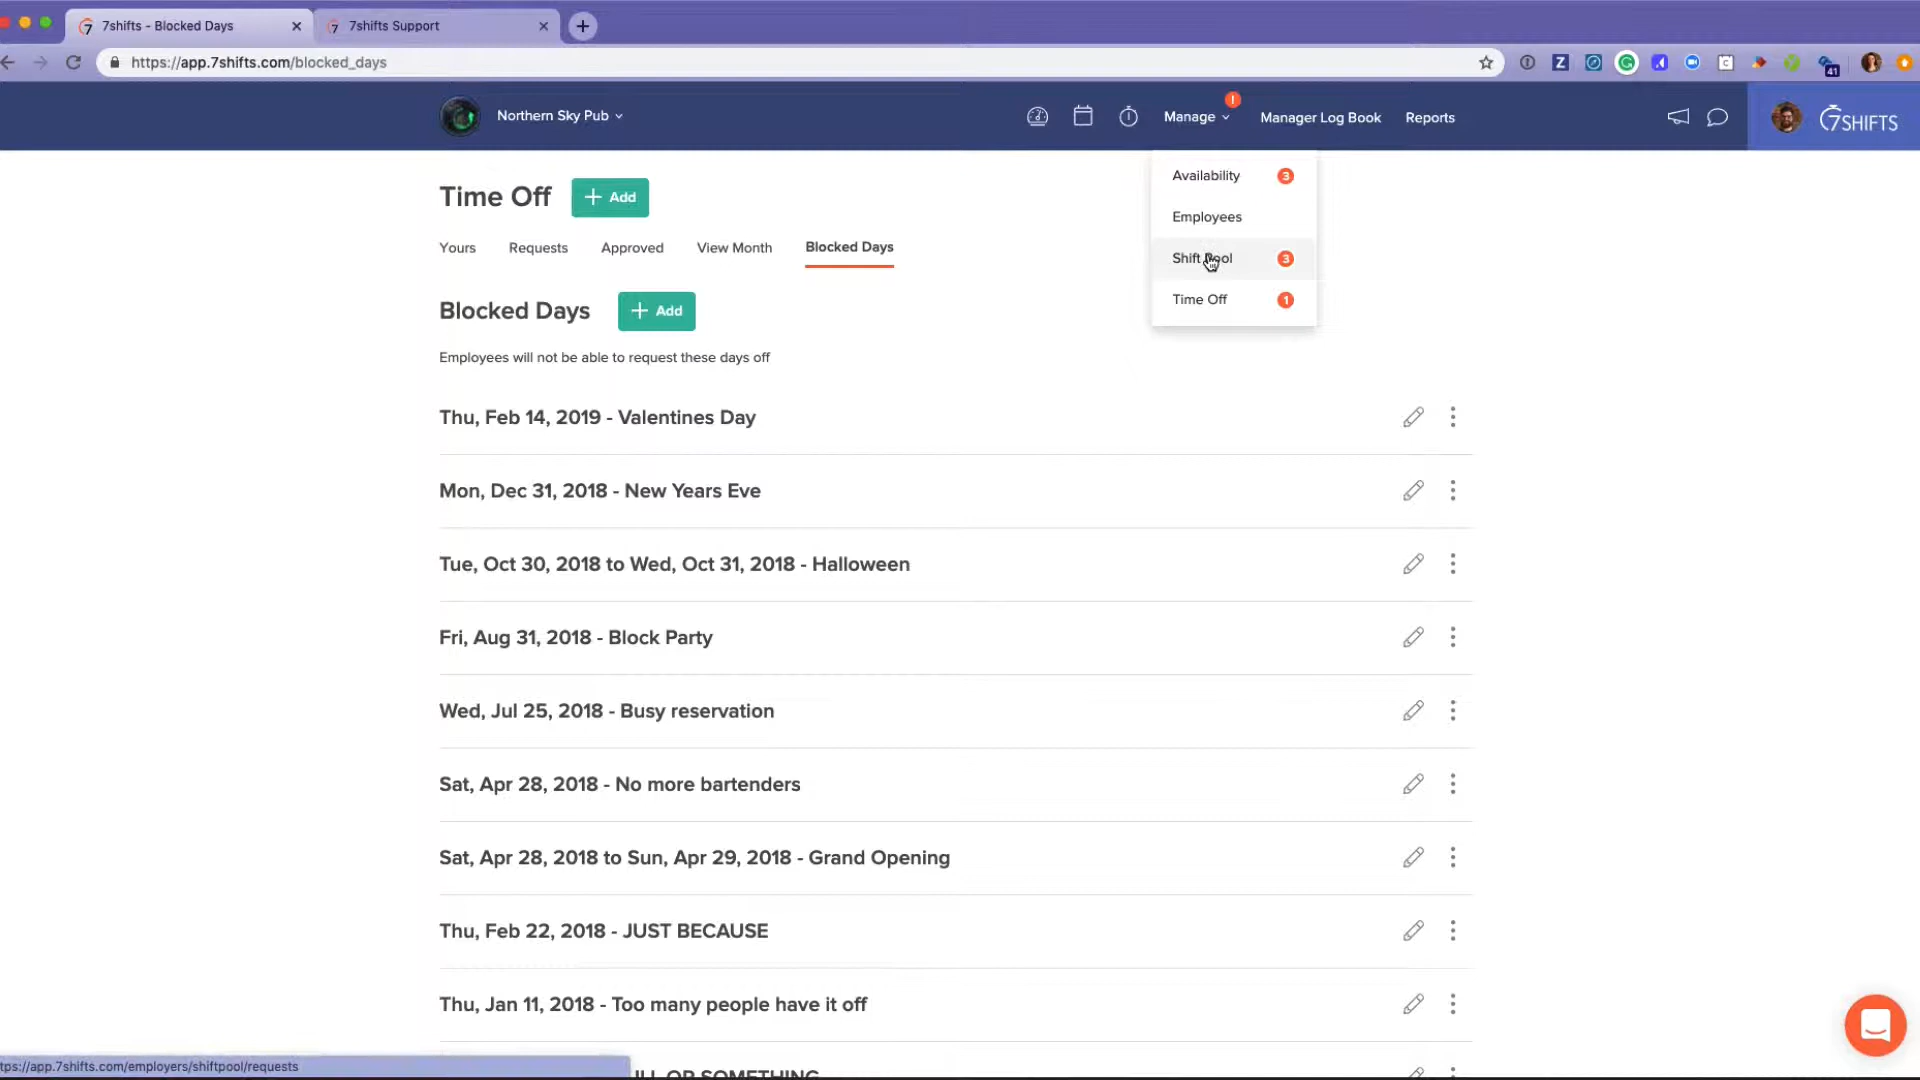 7shifts - Blocked Days
7shifts Support
https://app.7shifts.com/blocked_days
41
Northern Sky Pub
Manage
Manager Log Book
Reports
7SHIFTS
Availability 3
Employees
Shift Pool 3
Time Off 1
Time Off
+ Add
Yours
Requests
Approved
View Month
Blocked Days
Blocked Days
+ Add
Employees will not be able to request these days off
Thu, Feb 14, 2019 - Valentines Day
Mon, Dec 31, 2018 - New Years Eve
Tue, Oct 30, 2018 to Wed, Oct 31, 2018 - Halloween
Fri, Aug 31, 2018 - Block Party
Wed, Jul 25, 2018 - Busy reservation
Sat, Apr 28, 2018 - No more bartenders
Sat, Apr 28, 2018 to Sun, Apr 29, 2018 - Grand Opening
Thu, Feb 22, 2018 - JUST BECAUSE
Thu, Jan 11, 2018 - Too many people have it off
OR SOMETHING
tps://app.7shifts.com/employers/shiftpool/requests